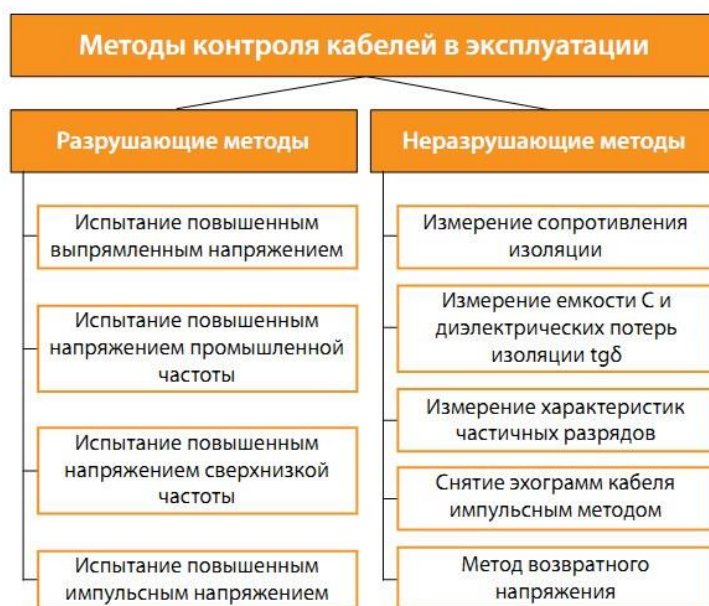 Методы контроля кабелей в эксплуатации
Разрушающие методы
Испытание повышенным
выпрямленным напряжением
Испытание повышенным
напряжением промышленной
частоты
Испытание повышенным
напряжением сверхнизкой
частоты
Испытание повышенным
импульсным напряжением
Неразрушающие методы
Измерение сопротивления
изоляции
Измерение емкости С и
диэлектрических потерь
изоляции tgδ
Измерение характеристик
частичных разрядов
Снятие эхограмм кабеля
импульсным методом
Метод возвратного
напряжения